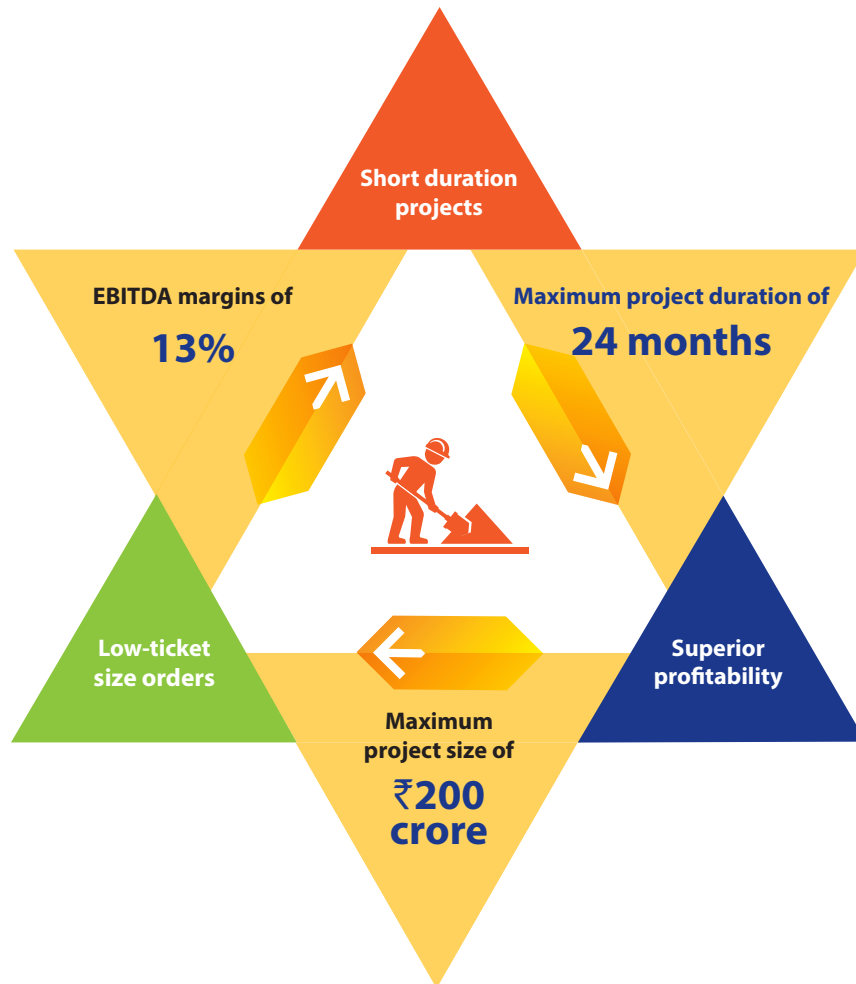 Short duration
projects
EBITDA margins of
13%
Maximum project duration of
24 months
Low-ticket
size orders
Superior
profitability
Maximum
project size of
₹200
crore